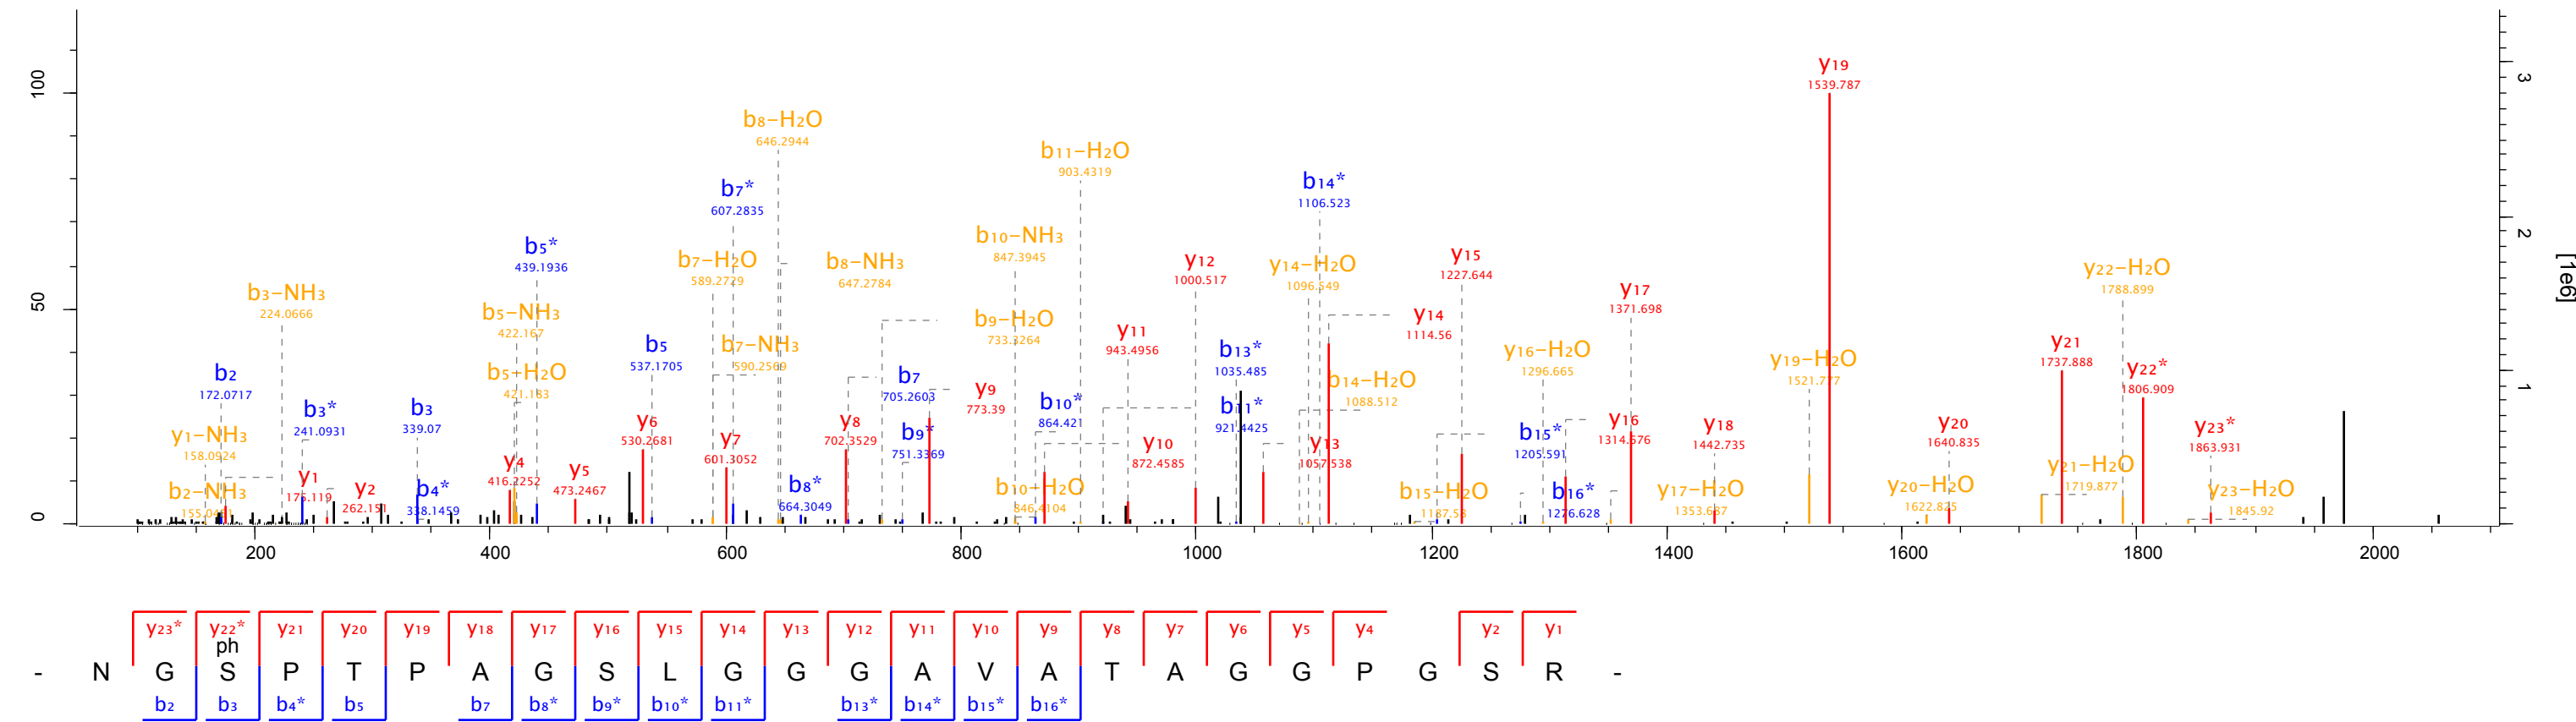 100
50
0
3
2
1
[1e6]
y19
1539.787
b8−H2O
646.2944
b11−H2O
903.4319
b7*
607.2835
b14*
1106.523
b5*
439.1936
b10−NH3
847.3945
b7−H2O
589.2729
b8−NH3
647.2784
y12
1000.517
y14−H2O
1096.549
y15
1227.644
y22−H2O
1788.899
b3−NH3
224.0666
y17
1371.698
b5−NH3
422.167
b9−H2O
733.3264
y14
1114.56
y11
943.4956
b5
537.1705
b7−NH3
590.2569
b13*
1035.485
y16−H2O
1296.665
y19−H2O
1521.777
y21
1737.888
b2
172.0717
b5−H2O
421.183
b7
705.2603
y9
773.39
b14−H2O
1088.512
y22*
1806.909
b3*
241.0931
b3
339.07
b10*
864.421
b11*
921.4425
y1−NH3
158.0924
y6
530.2681
y7
601.3052
y8
702.3529
b9*
751.3369
y10
872.4585
y13
1057.538
b15*
1205.591
y16
1314.676
y18
1442.735
y20
1640.835
y23*
1863.931
y4
416.2252
y5
473.2467
y21−H2O
1719.877
b2−NH3
y1
175.119
y2
262.151
b4*
338.1459
b8*
664.3049
b10−H2O
846.4104
b15−H2O
1187.58
b16*
1276.628
y17−H2O
1353.687
y20−H2O
1622.825
y23−H2O
1845.92
200 400 600 800 1000 1200 1400 1600 1800 2000
y23* y22* y21 y20 y19 y18 y17 y16 y15 y14 y13 y12 y11 y10 y9 y8 y7 y6 y5 y4 y2 y1
ph
- N G S P T P A G S L G G G A V A T A G G P G S R -
b2 b3 b4* b5 b7 b8* b9* b10* b11* b13* b14* b15* b16*